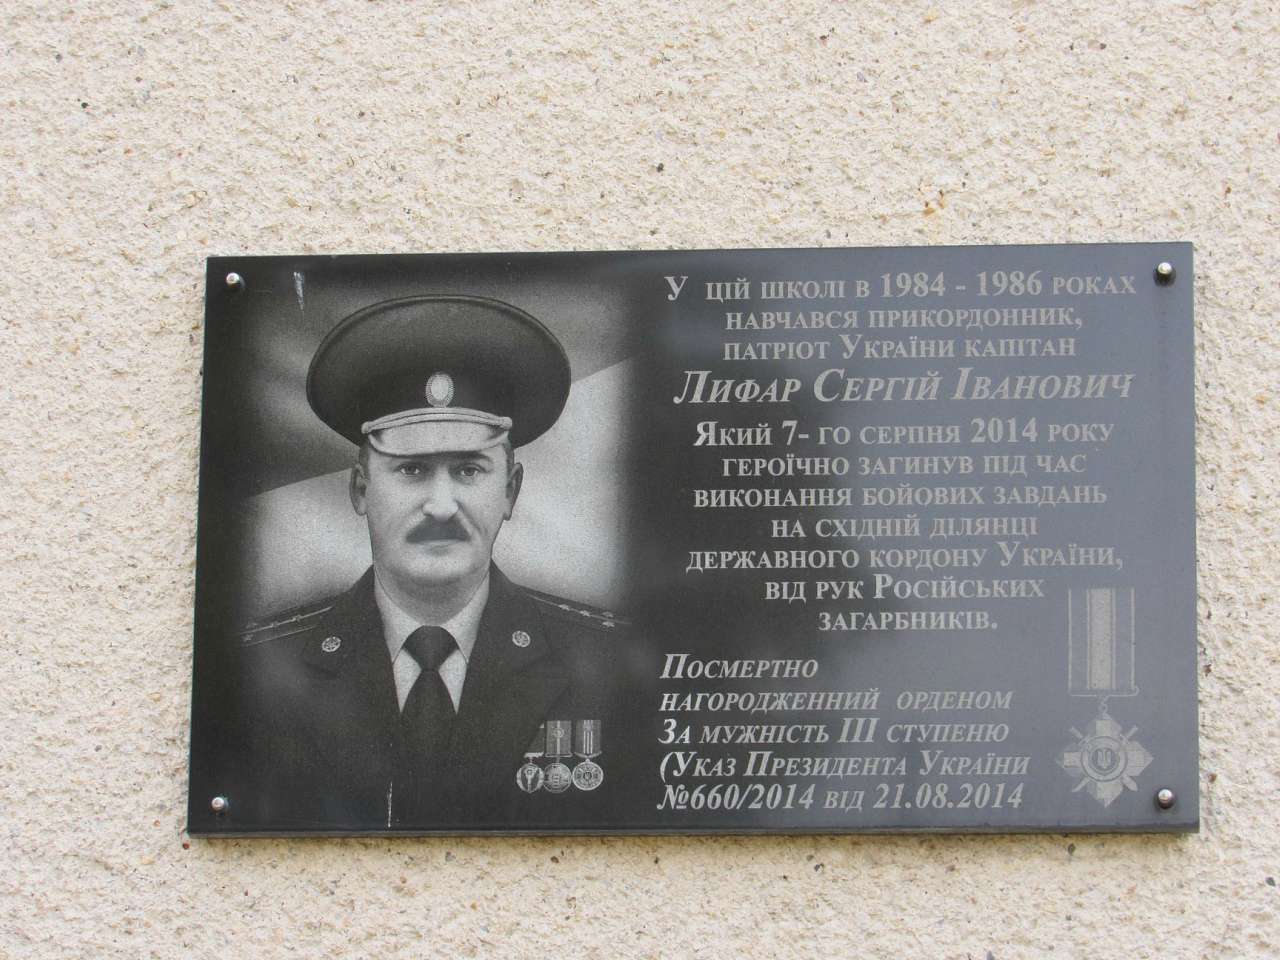 У ЦІЙ ШКОЛІ В 1984 - 1986 РОКАХ
НАВЧАВСЯ ПРИКОРДОННИК,
ПАТРІОТ УКРАЇНИ КАПІТАН
ЛИФАР СЕРГІЙ ІВАНОВИЧ
ЯКИЙ 7- ГО СЕРПНЯ 2014 РОКУ
ГЕРОЇЧНО ЗАГИНУВ ПІД ЧАС
ВИКОНАННЯ БОЙОВИХ ЗАВДАНЬ
НА СХІДНІЙ ДІЛЯНЦІ
ДЕРЖАВНОГО КОРДОНУ УКРАЇНИ,
ВІД РУК РОСІЙСЬКИХ
ЗАГАРБНИКІВ.
ПОСМЕРТНО
НАГОРОДЖЕННИЙ ОРДЕНОМ
ЗА МУЖНІСТЬ ІІІ СТУПЕНЮ
(УКАЗ ПРЕЗИДЕНТА УКРАЇНИ
№660/2014 ВІД 21.08.2014